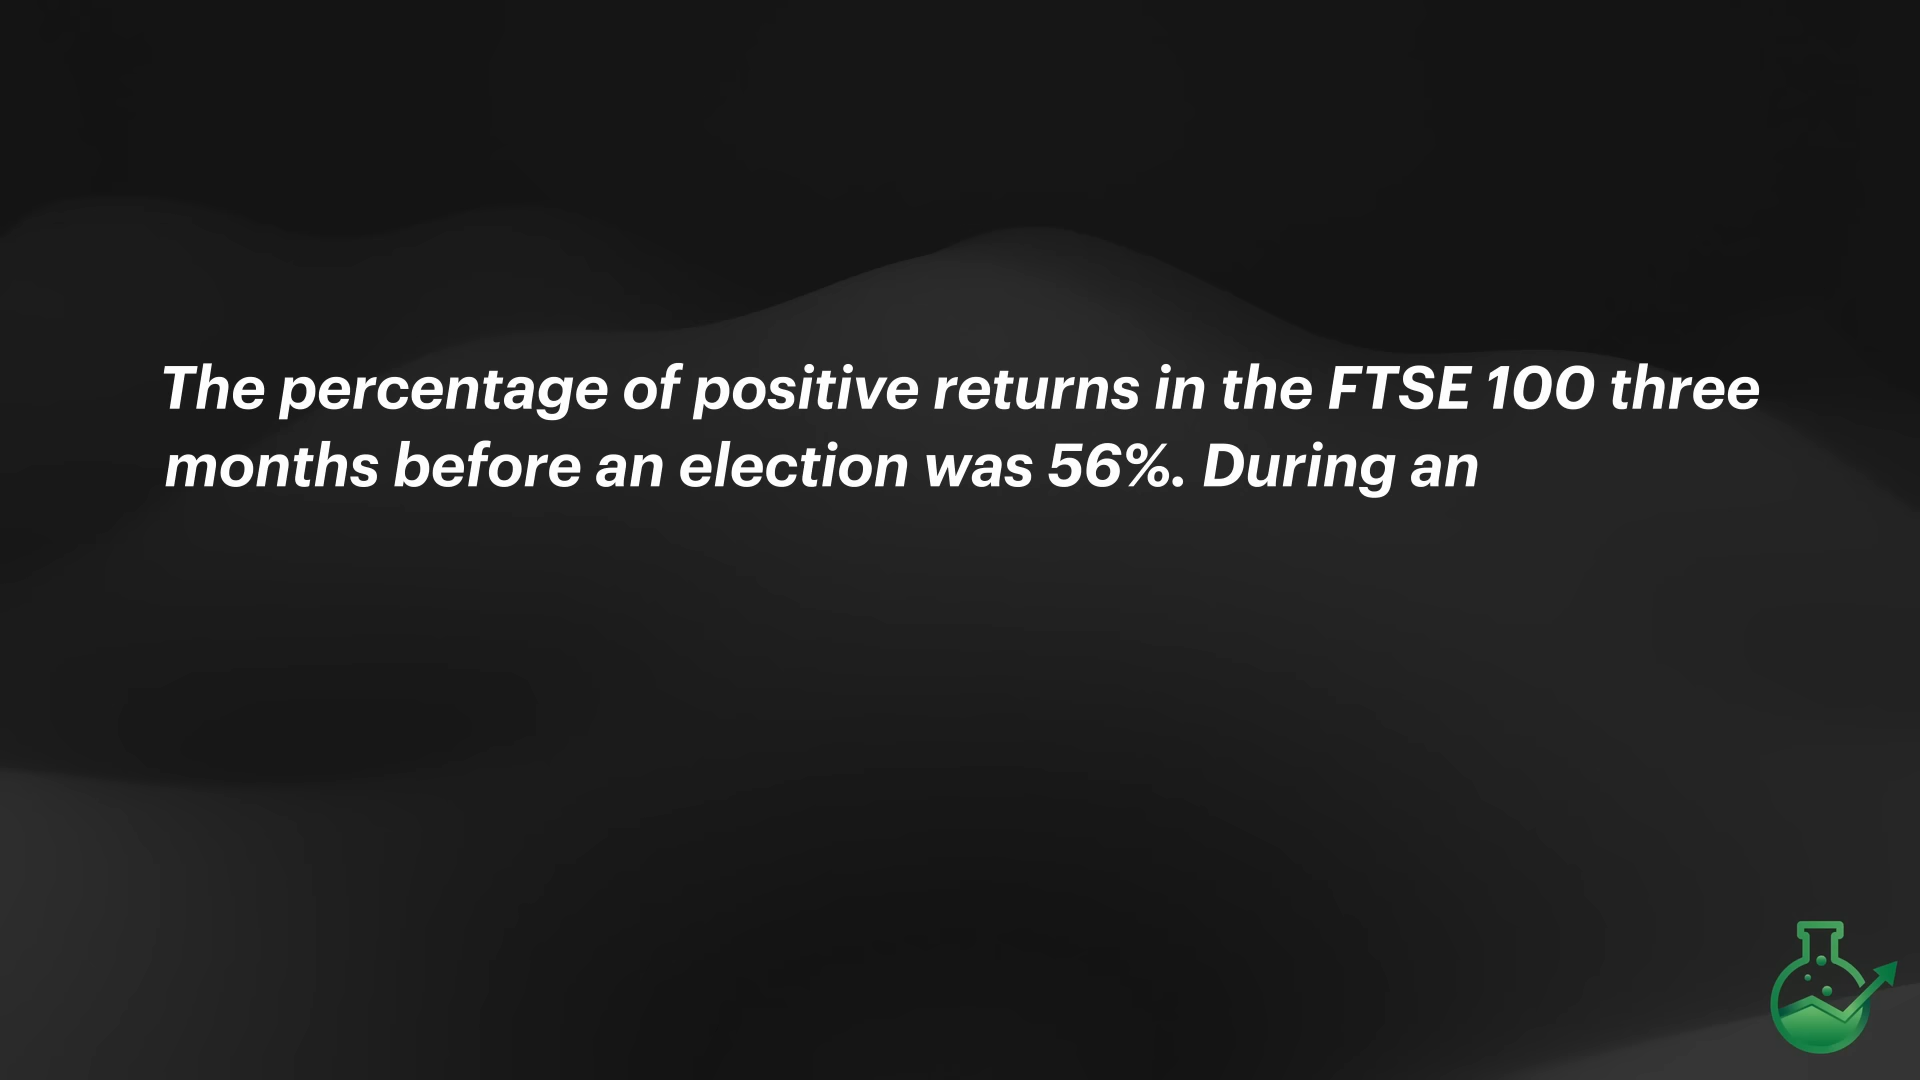 The percentage of positive returns in the FTSE 100 three
months before an election was 56%. During an